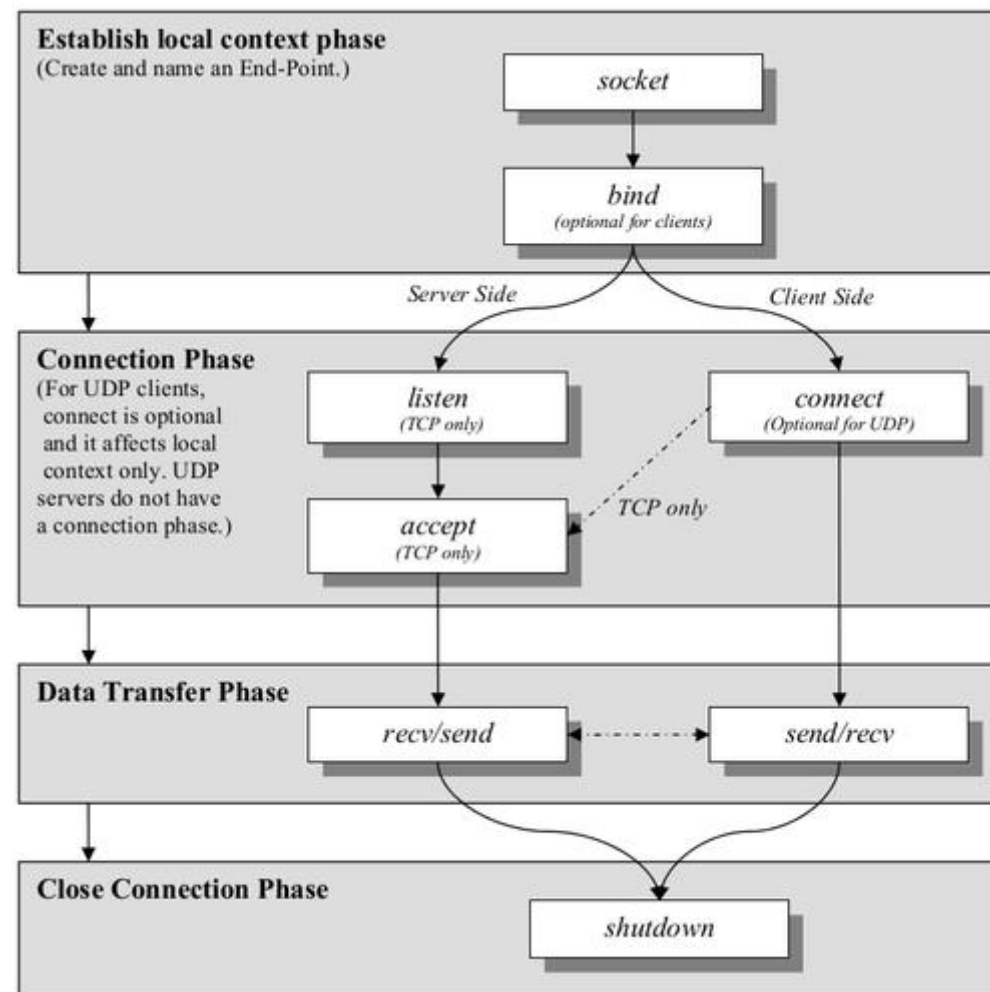 Establish local context phase
(Create and name an End-Point.)
socket
bind
(optional for clients)
Server Side
Client Side
Connection Phase
(For UDP clients,
connect is optional
and it affects local
context only. UDP
servers do not have
a connection phase.)
listen
(TCP only)
connect
(Optional for UDP)
TCP only
accept
(TCP only)
Data Transfer Phase
recv/send
send/recv
Close Connection Phase
shutdown